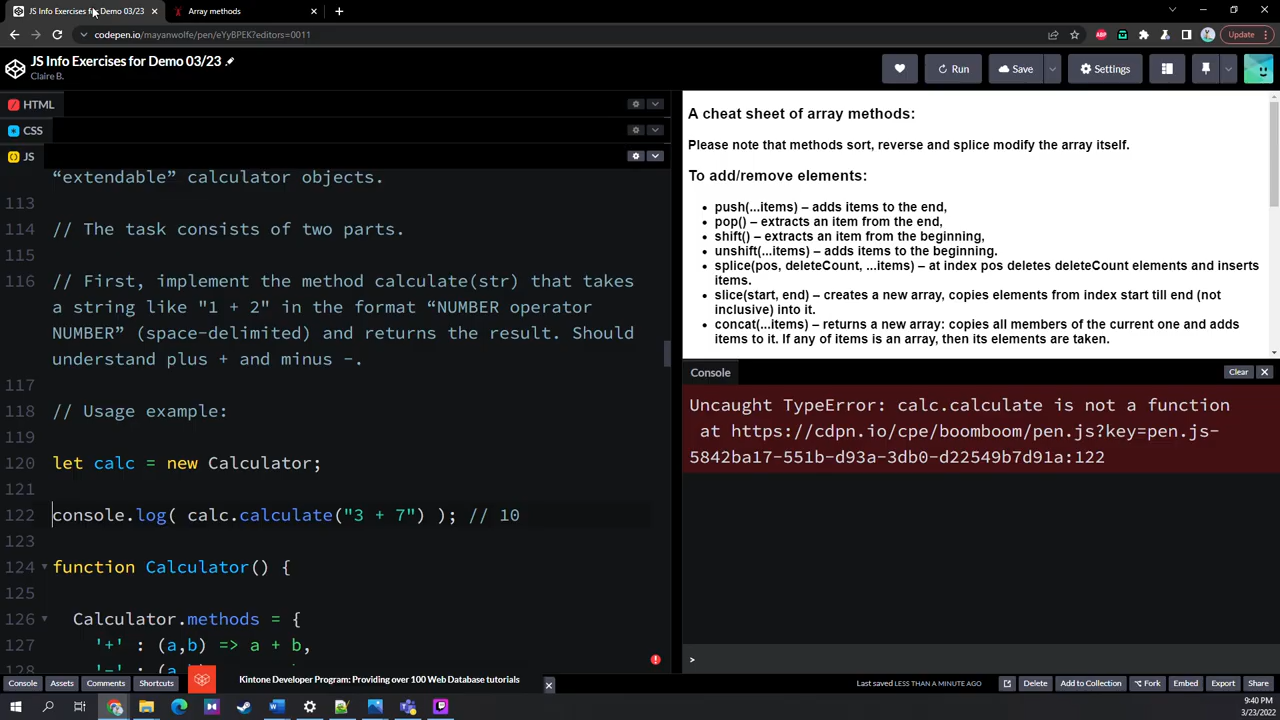 JS Info Exercises for Demo 03/23
Array methods
codepen.io/mayanwolfe/pen/eYyBPEK?editors=0011
Update
JS Info Exercises for Demo 03/23
Claire B.
Run
Save
Settings
HTML
CSS
JS
“extendable” calculator objects.
113
114 // The task consists of two parts.
115
116 // First, implement the method calculate(str) that takes
a string like "1 + 2" in the format “NUMBER operator
NUMBER” (space-delimited) and returns the result. Should
understand plus + and minus -.
117
118 // Usage example:
119
120 let calc = new Calculator;
121
122 console.log( calc.calculate("3 + 7") ); // 10
123
124 function Calculator() {
125
126 Calculator.methods = {
127 '+' : (a,b) => a + b,
128 '-' : (a
A cheat sheet of array methods:
Please note that methods sort, reverse and splice modify the array itself.
To add/remove elements:
• push(...items) – adds items to the end,
• pop() – extracts an item from the end,
• shift() – extracts an item from the beginning,
• unshift(...items) – adds items to the beginning.
• splice(pos, deleteCount, ...items) – at index pos deletes deleteCount elements and inserts
items.
• slice(start, end) – creates a new array, copies elements from index start till end (not
inclusive) into it.
• concat(...items) – returns a new array: copies all members of the current one and adds
items to it. If any of items is an array, then its elements are taken.
Console
Clear
Uncaught TypeError: calc.calculate is not a function
at https://cdpn.io/cpe/boomboom/pen.js?key=pen.js-
5842ba17-551b-d93a-3db0-d22549b7d91a:122
>
Console Assets Comments Shortcuts
Kintone Developer Program: Providing over 100 Web Database tutorials
Last saved LESS THAN A MINUTE AGO
Delete Add to Collection Fork Embed Export Share
9:40 PM
3/23/2022